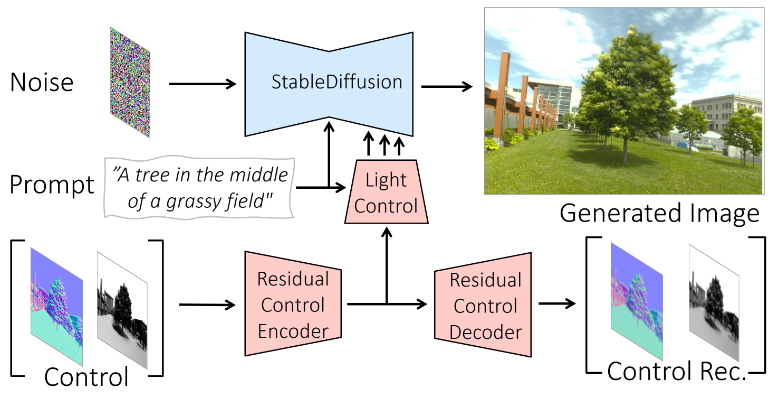 Noise
StableDiffusion
Prompt
"A tree in the middle
of a grassy field"
Light
Control
Generated Image
Residual
Control
Encoder
Residual
Control
Decoder
Control
Control Rec.